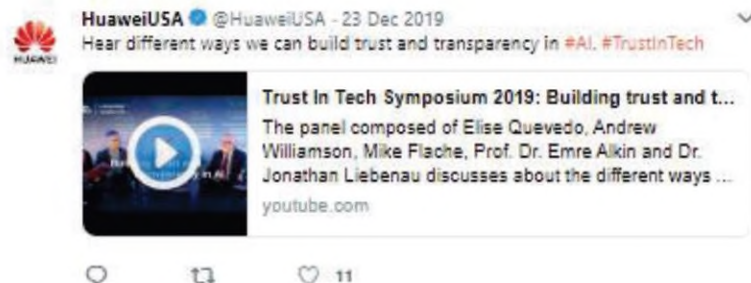 HuaweiUSA @HuaweiUSA - 23 Dec 2019
Hear different ways we can build trust and transparency in #AI. #TrustInTech
HUAWEI
Trust In Tech Symposium 2019: Building trust and t...
The panel composed of Elise Quevedo, Andrew
Williamson, Mike Flache, Prof. Dr. Emre Alkin and Dr.
Jonathan Liebenau discusses about the different ways ...
youtube.com
11